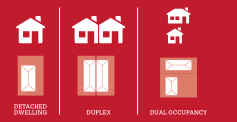 DETACHED
DWELLING
DUPLEX
DUAL OCCUPANCY